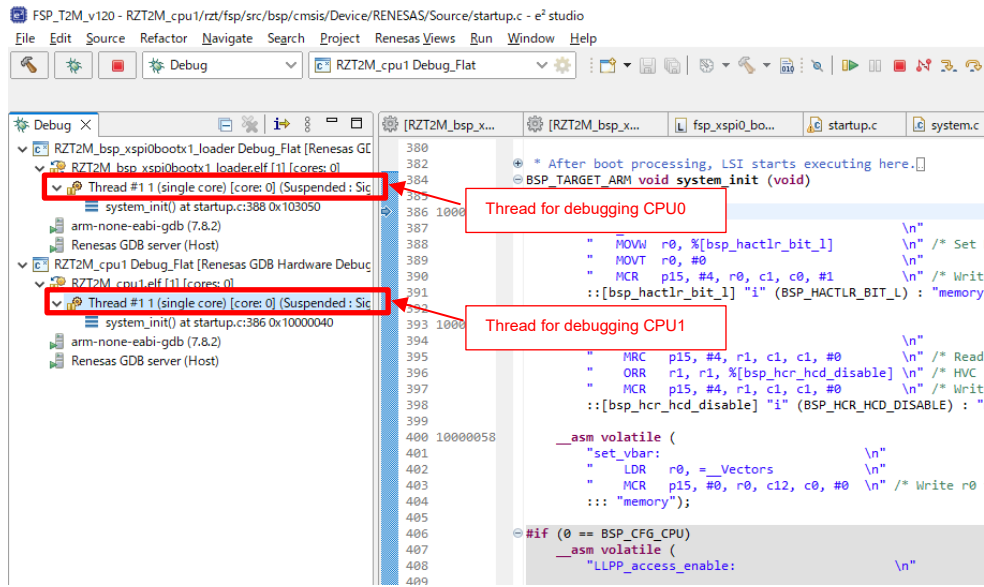 FSP_T2M_v120 - RZT2M_cpu1/rzt/fsp/src/bsp/cmsis/Device/RENESAS/Source/startup.c - e² studio
File Edit Source Refactor Navigate Search Project Renesas Views Run Window Help
Debug RZT2M_cpu1 Debug_Flat
Debug [RZT2M_bsp_x... [RZT2M_bsp_x... fsp_xspi0_bo... startup.c system.c
RZT2M_bsp_xspi0bootx1_loader Debug_Flat [Renesas GD
RZT2M_bsp_xspi0bootx1_loader.elf [1] [cores: 0]
Thread #1 1 (single core) [core: 0] (Suspended : Sig
system_init() at startup.c:388 0x103050
arm-none-eabi-gdb (7.8.2)
Renesas GDB server (Host)
RZT2M_cpu1 Debug_Flat [Renesas GDB Hardware Debug
RZT2M_cpu1.elf [1] [cores: 0]
Thread #1 1 (single core) [core: 0] (Suspended : Sig
system_init() at startup.c:386 0x10000040
arm-none-eabi-gdb (7.8.2)
Renesas GDB server (Host)
Thread for debugging CPU0
Thread for debugging CPU1
380
382 * After boot processing, LSI starts executing here.
384 BSP_TARGET_ARM void system_init (void)
385
386 1000
387 \n"
388 " MOVW r0, %[bsp_hactlr_bit_l] \n" /* Set
389 " MOVT r0, #0 \n"
390 " MCR p15, #4, r0, c1, c0, #1 \n" /* Writ
391 ::[bsp_hactlr_bit_l] "i" (BSP_HACTLR_BIT_L) : "memory
392
393 1000
394 \n"
395 " MRC p15, #4, r1, c1, c1, #0 \n" /* Read
396 " ORR r1, r1, %[bsp_hcr_hcd_disable] \n" /* HVC
397 " MCR p15, #4, r1, c1, c1, #0 \n" /* Writ
398 ::[bsp_hcr_hcd_disable] "i" (BSP_HCR_HCD_DISABLE) : "
399
400 10000058 __asm volatile (
401 "set_vbar: \n"
402 " LDR r0, =__Vectors \n"
403 " MCR p15, #0, r0, c12, c0, #0 \n" /* Write r0
404 ::: "memory");
405
406 #if (0 == BSP_CFG_CPU)
407 __asm volatile (
408 "LLPP_access_enable: \n"
409